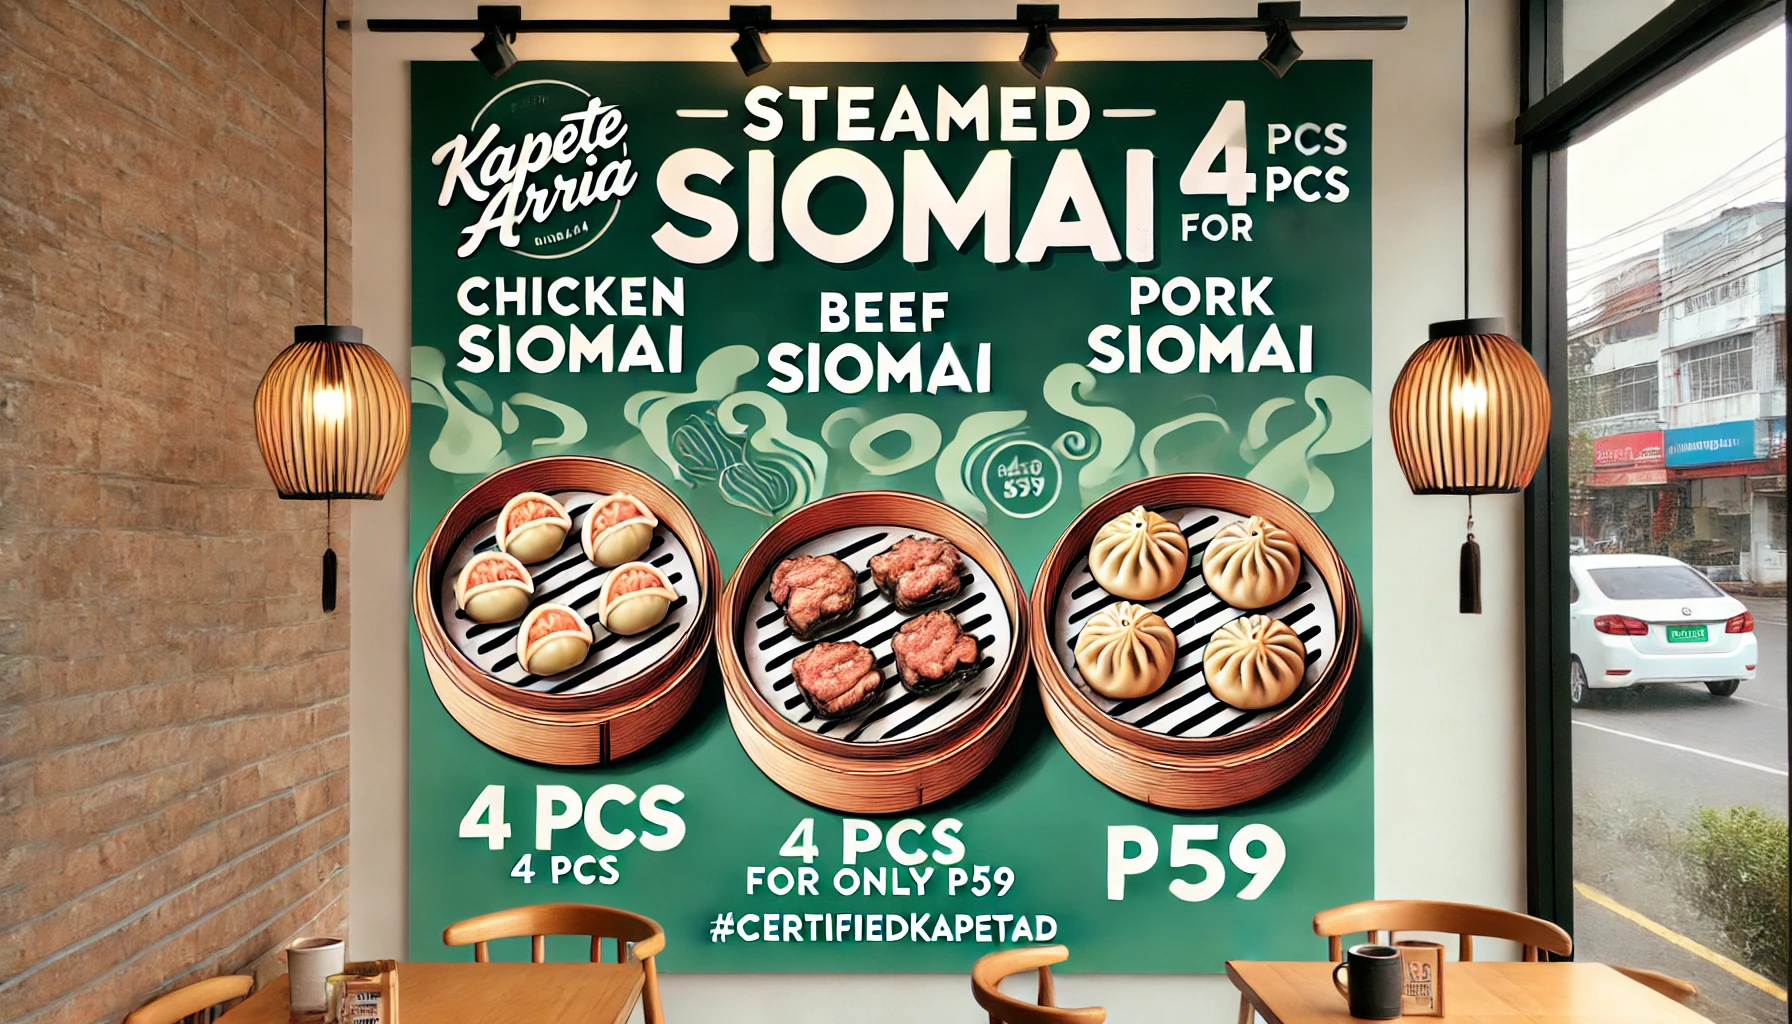 Kapete
Arria
STEAMED
SIOMAI
4 PCS
PCS
FOR
CHICKEN
SIOMAI
BEEF
SIOMAI
PORK
SIOMAI
4 PCS
4 PCS
4 PCS
FOR ONLY P59
#CERTIFIEDKAPETAD
P59